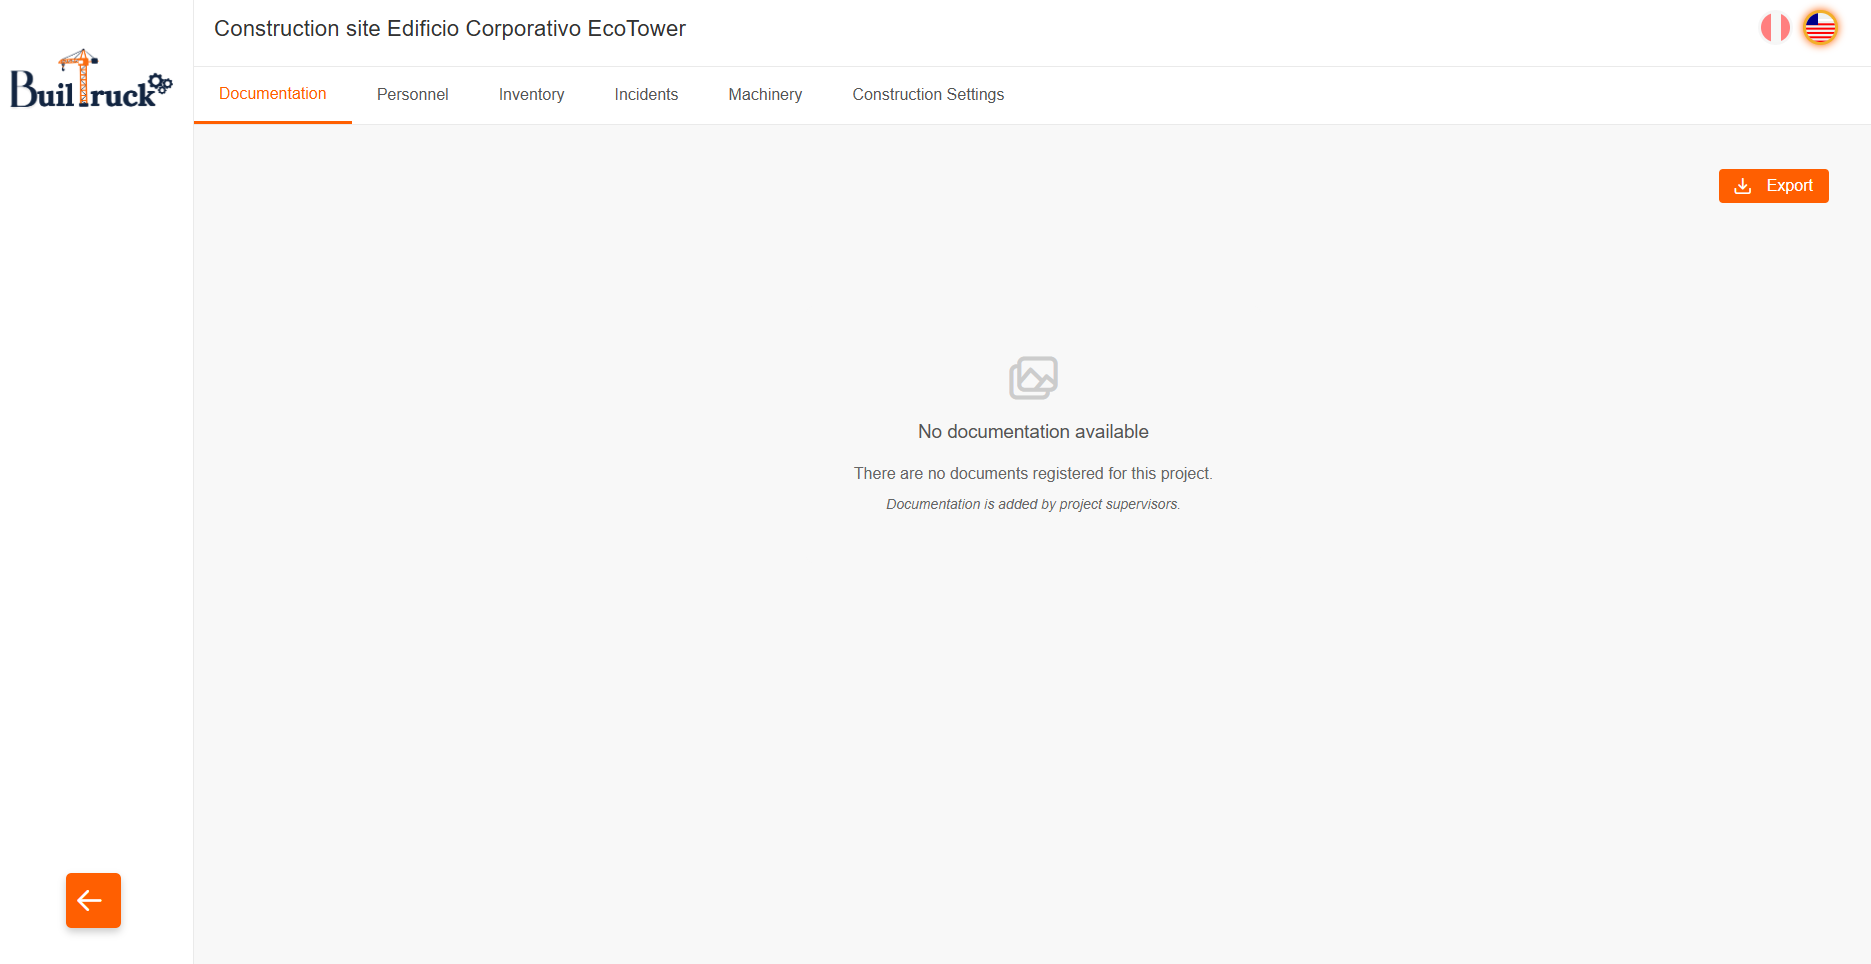 Construction site Edificio Corporativo EcoTower
BuilTruck
Documentation Personnel Inventory Incidents Machinery Construction Settings
Export
No documentation available
There are no documents registered for this project.
Documentation is added by project supervisors.